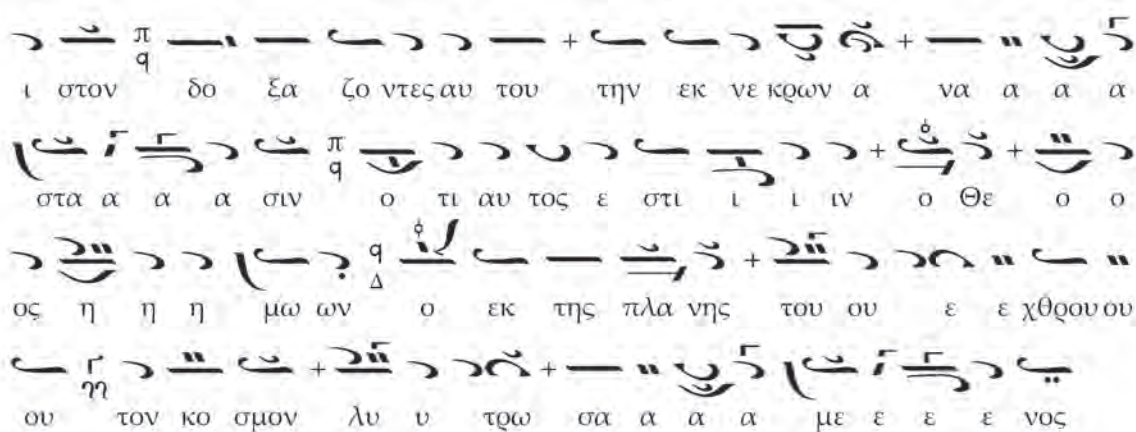 ι στον δο ξα ζο ντες αυ του την εκ νε κρων α να α α α
στα α α α σιν ο τι αυ τος ε στι ι ι ιν ο Θε ο ο
ος η η η μω ων ο εκ της πλα νης του ου ε ε χθρου ου
ου τον κο σμον λυ υ τρω σα α α α με ε ε ε νος